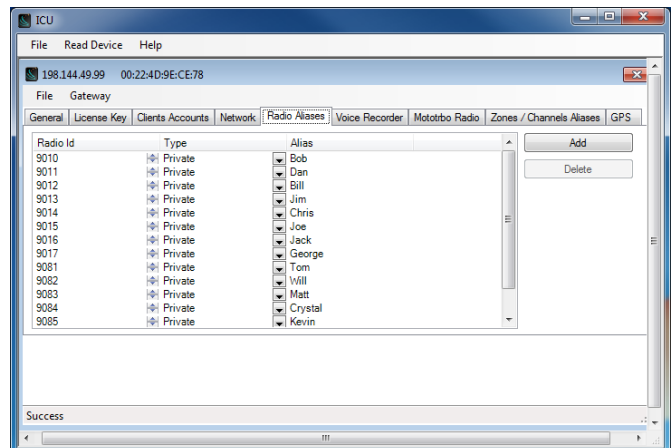 ICU
File Read Device Help
198.144.49.99 00:22:4D:9E:CE:78
File Gateway
General License Key Clients Accounts Network Radio Aliases Voice Recorder Mototrbo Radio Zones / Channels Aliases GPS
Radio Id Type Alias Add
9010 Private Bob
9011 Private Dan Delete
9012 Private Bill
9013 Private Jim
9014 Private Chris
9015 Private Joe
9016 Private Jack
9017 Private George
9081 Private Tom
9082 Private Will
9083 Private Matt
9084 Private Crystal
9085 Private Kevin
Success